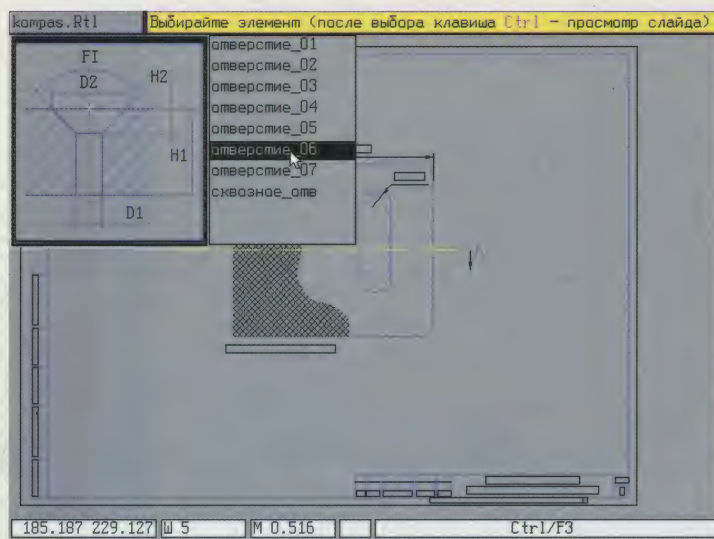 kompas.Rtl
Выбирайте элемент (после выбора клавиша Ctrl – просмотр слайда)
FI
D2
H2
H1
D1
отверстие_01
отверстие_02
отверстие_03
отверстие_04
отверстие_05
отверстие_06
отверстие_07
сквозное_отв
185.187 229.127
Ш 5
М 0.516
Ctrl/F3